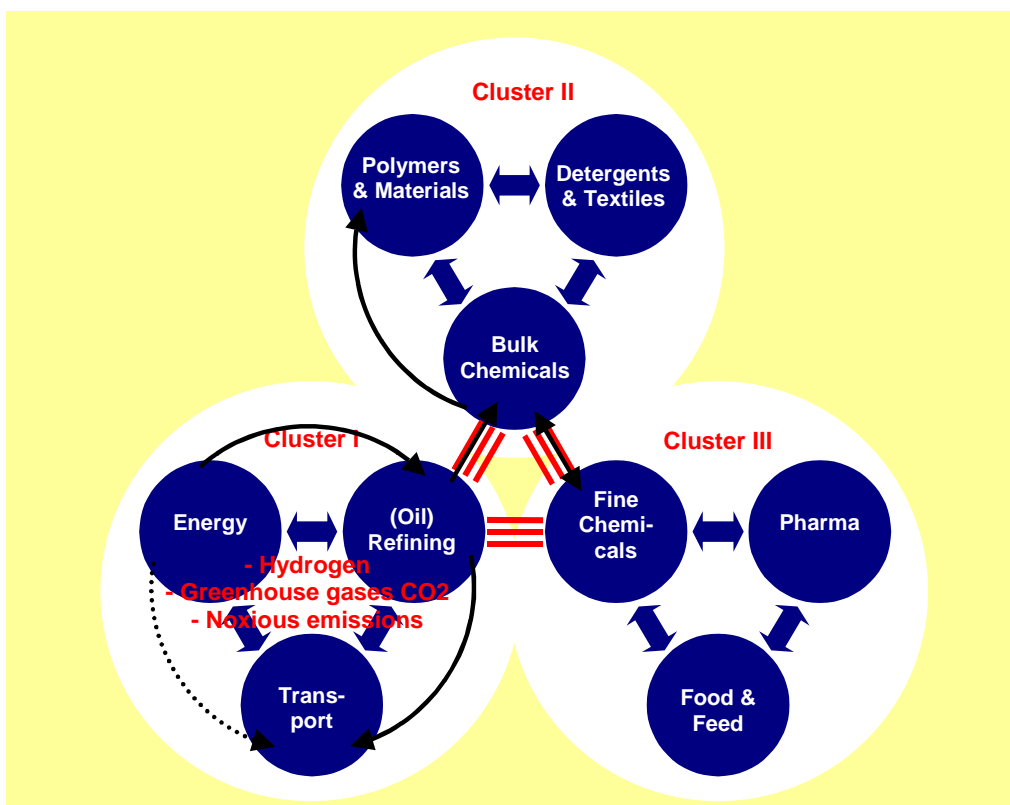 Cluster II
Polymers
& Materials
Detergents
& Textiles
Bulk
Chemicals
Cluster I
Energy
(Oil)
Refining
- Hydrogen
- Greenhouse gases CO2
- Noxious emissions
Trans-
port
Cluster III
Fine
Chemi-
cals
Pharma
Food &
Feed